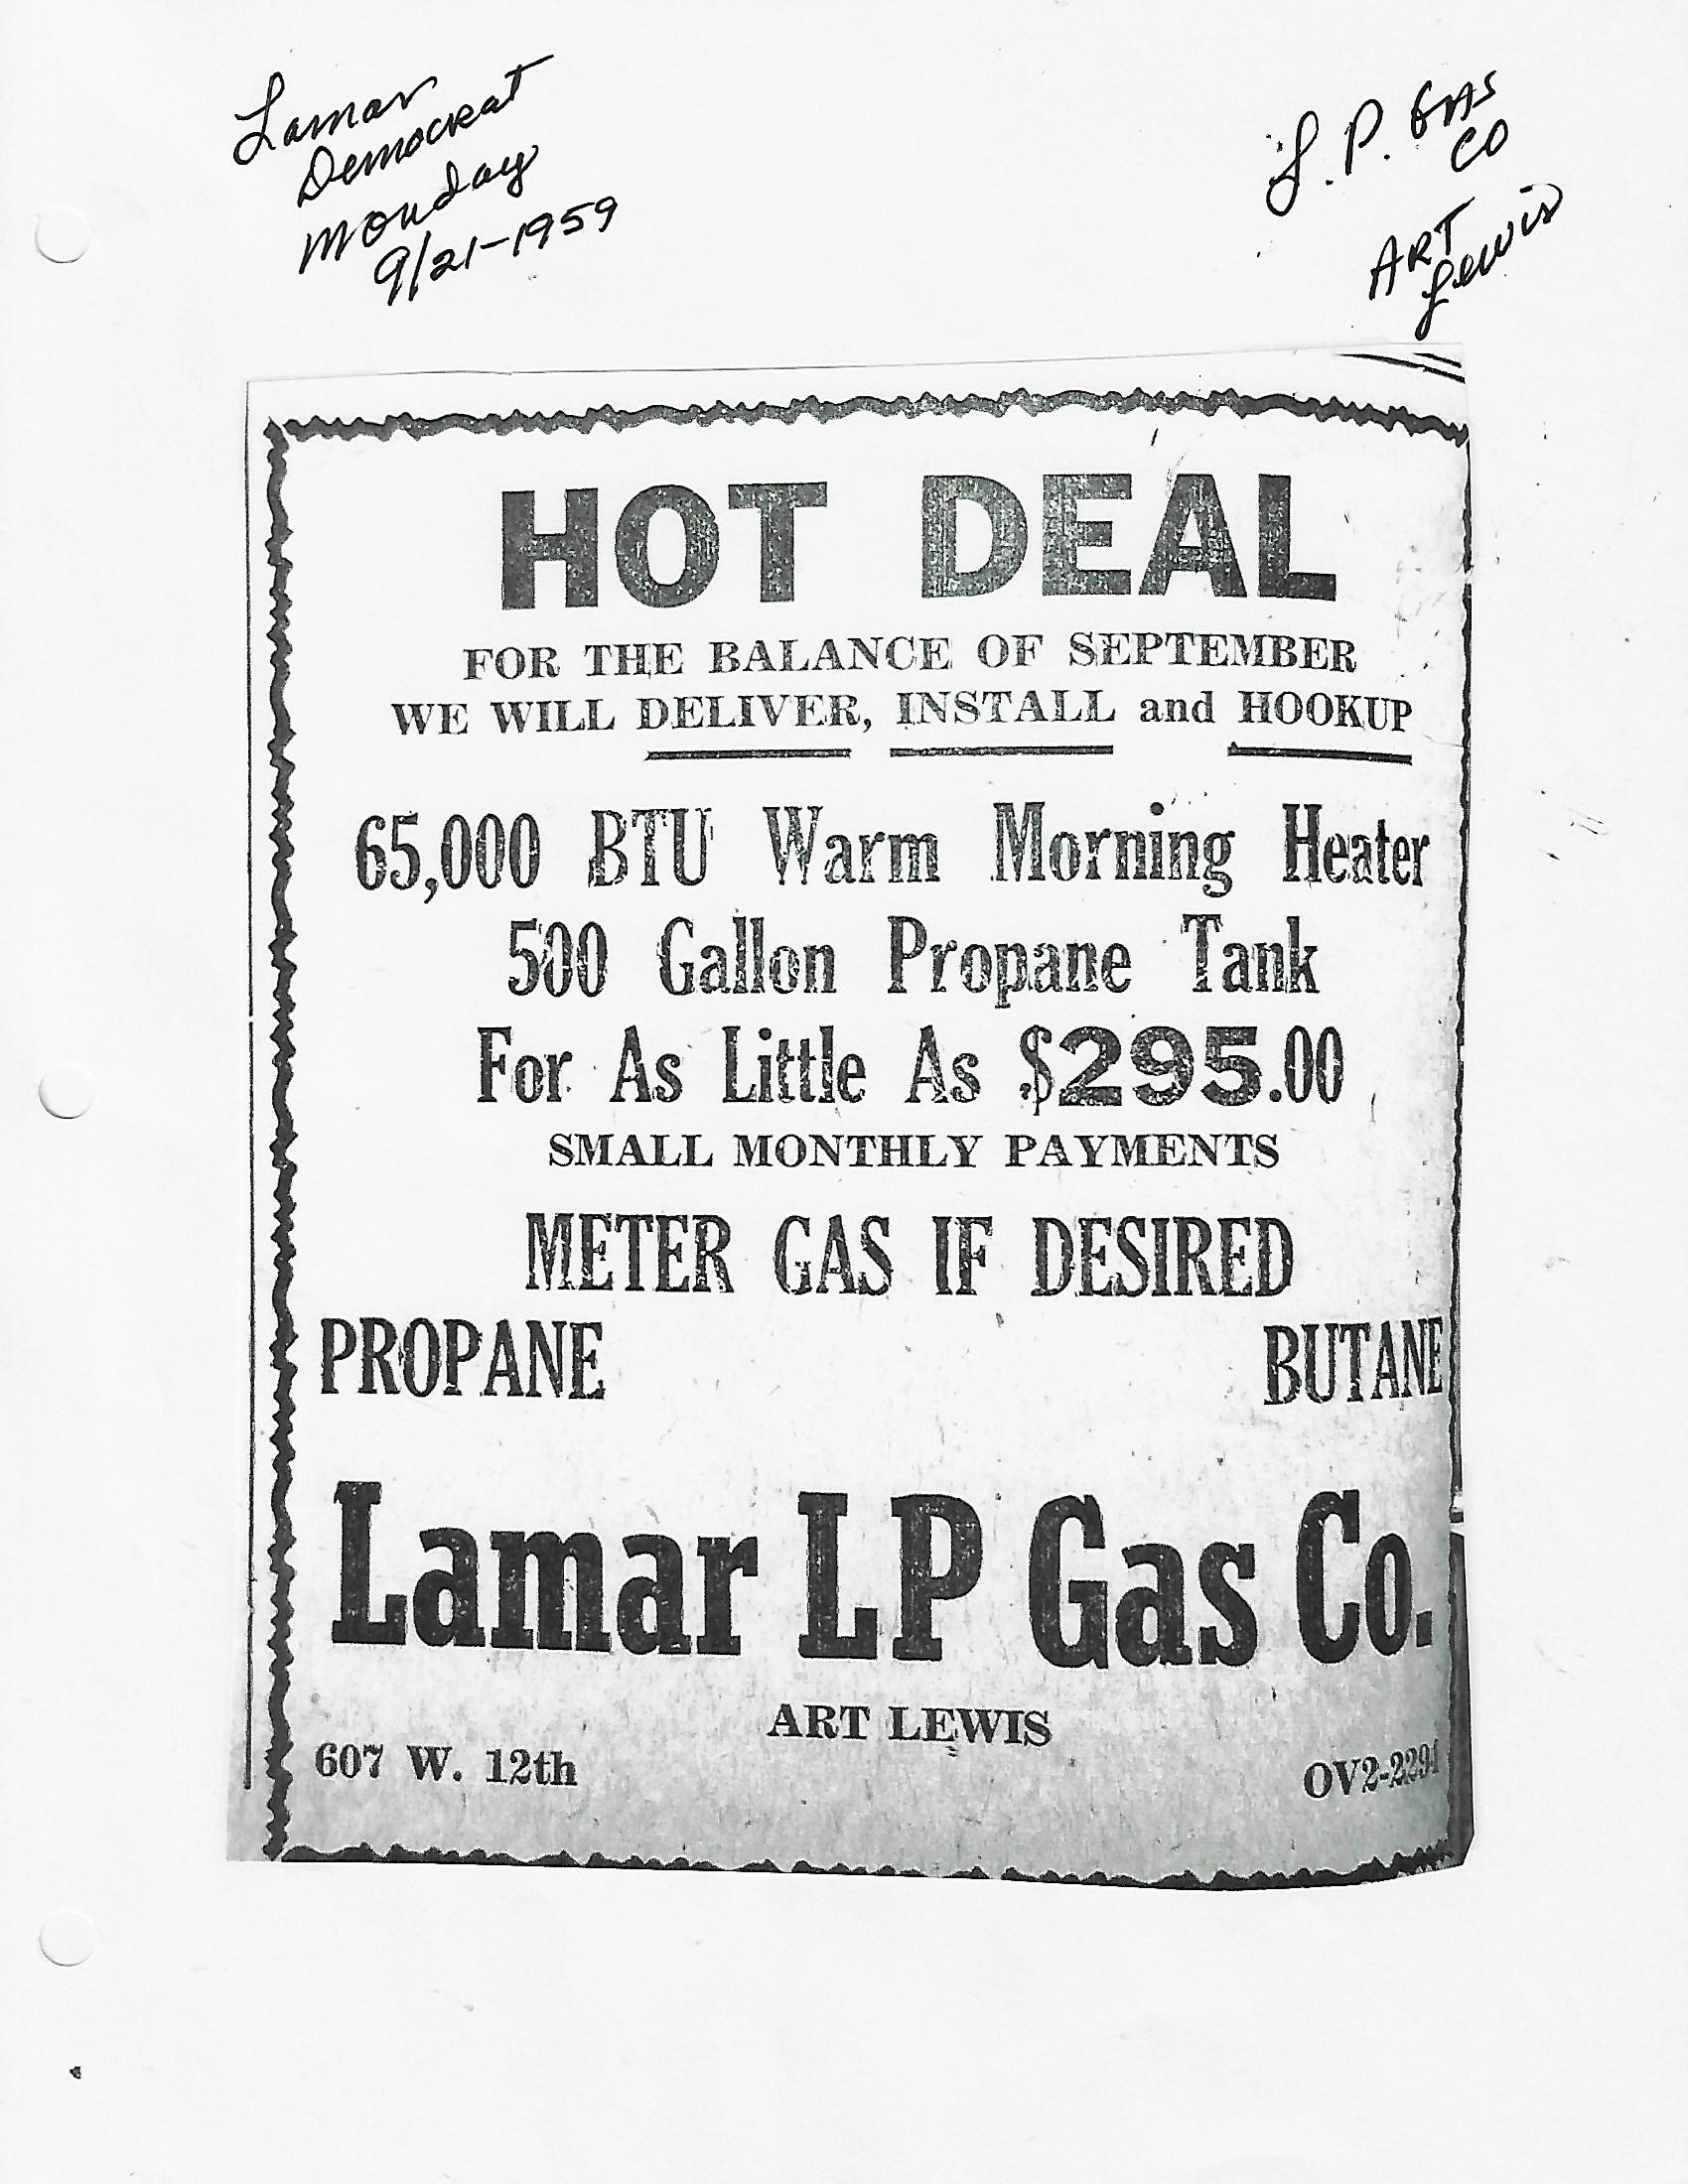 Lamar
Democrat
Monday
9/21-1959
L. P. GAS
CO
ART
Lewis
HOT DEAL
FOR THE BALANCE OF SEPTEMBER
WE WILL DELIVER, INSTALL and HOOKUP
65,000 BTU Warm Morning Heater
500 Gallon Propane Tank
For As Little As $295.00
SMALL MONTHLY PAYMENTS
METER GAS IF DESIRED
PROPANE BUTANE
Lamar LP Gas Co.
ART LEWIS
607 W. 12th OV2-2294